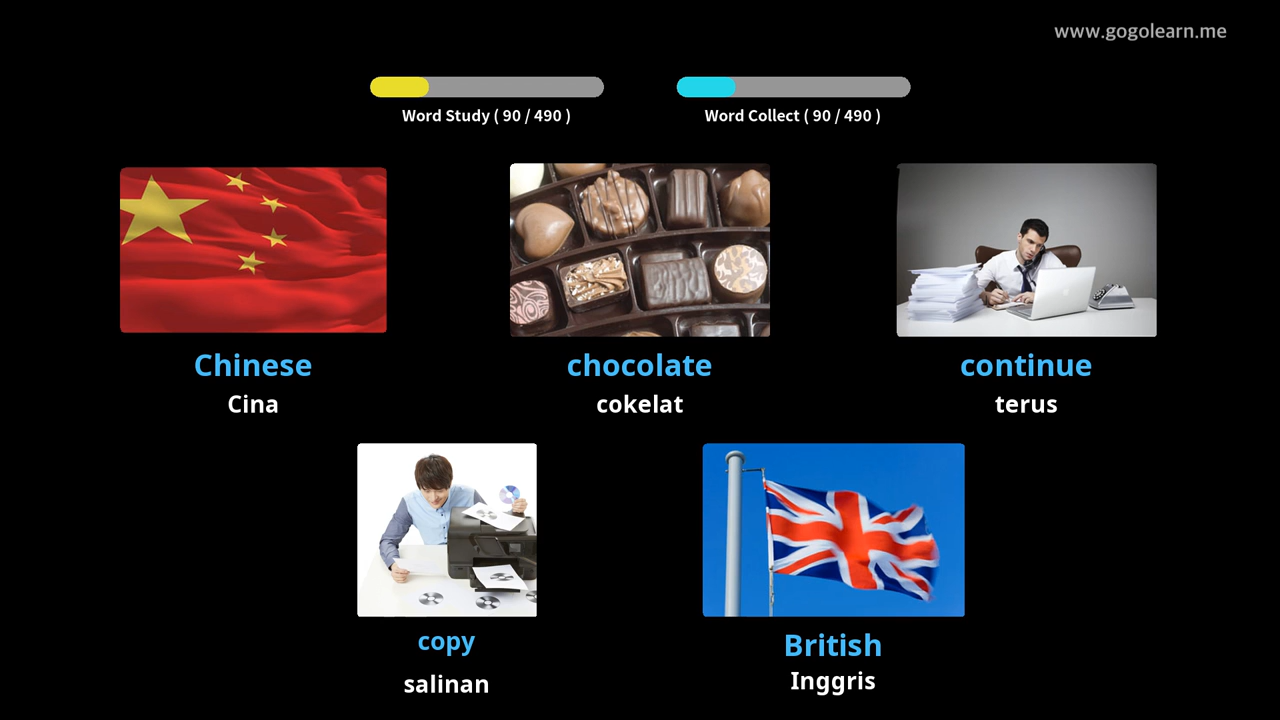 www.gogolearn.me
Word Study ( 90 / 490 )
Word Collect ( 90 / 490 )
Chinese
Cina
chocolate
cokelat
continue
terus
copy
salinan
British
Inggris